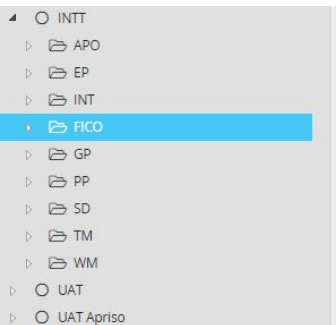 INTT
APO
EP
INT
FICO
GP
PP
SD
TM
WM
UAT
UAT Apriso